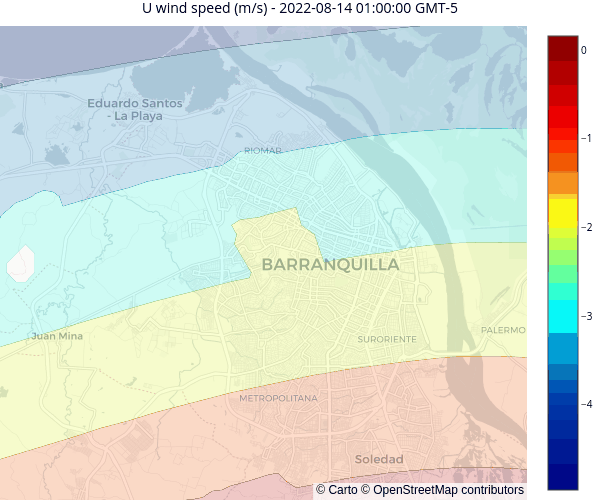 U wind speed (m/s) - 2022-08-14 01:00:00 GMT-5
0
Eduardo Santos
- La Playa
−1
RIOMAR
−2
BARRANQUILLA
−3
Juan Mina
PALERMO
SURORIENTE
METROPOLITANA
−4
Soledad
© Carto © OpenStreetMap contributors